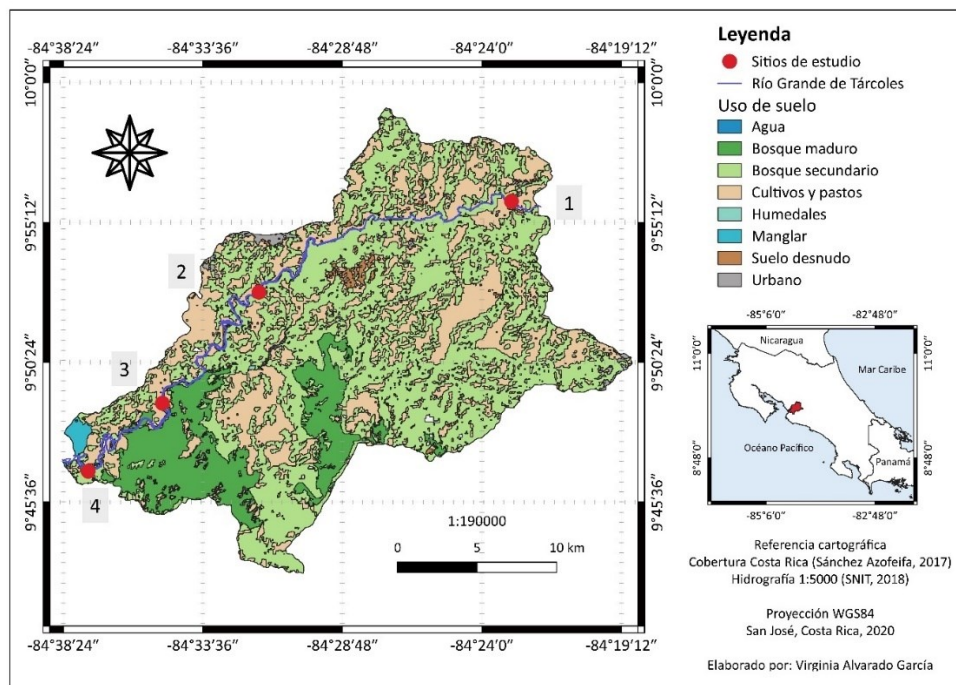 -84°38'24" -84°33'36" -84°28'48" -84°24'0" -84°19'12"
10°0'0" 10°0'0"
9°55'12" 9°55'12"
9°50'24" 9°50'24"
9°45'36" 9°45'36"
1
2
3
4
1:190000
0 5 10 km
-84°38'24" -84°33'36" -84°28'48" -84°24'0" -84°19'12"
Leyenda
Sitios de estudio
Río Grande de Tárcoles
Uso de suelo
Agua
Bosque maduro
Bosque secundario
Cultivos y pastos
Humedales
Manglar
Suelo desnudo
Urbano
-85°6'0" -82°48'0"
Nicaragua
11°0'0" 11°0'0"
Mar Caribe
Océano Pacífico
Panamá
8°48'0" 8°48'0"
-85°6'0" -82°48'0"
Referencia cartográfica
Cobertura Costa Rica (Sánchez Azofeifa, 2017)
Hidrografía 1:5000 (SNIT, 2018)
Proyección WGS84
San José, Costa Rica, 2020
Elaborado por: Virginia Alvarado García